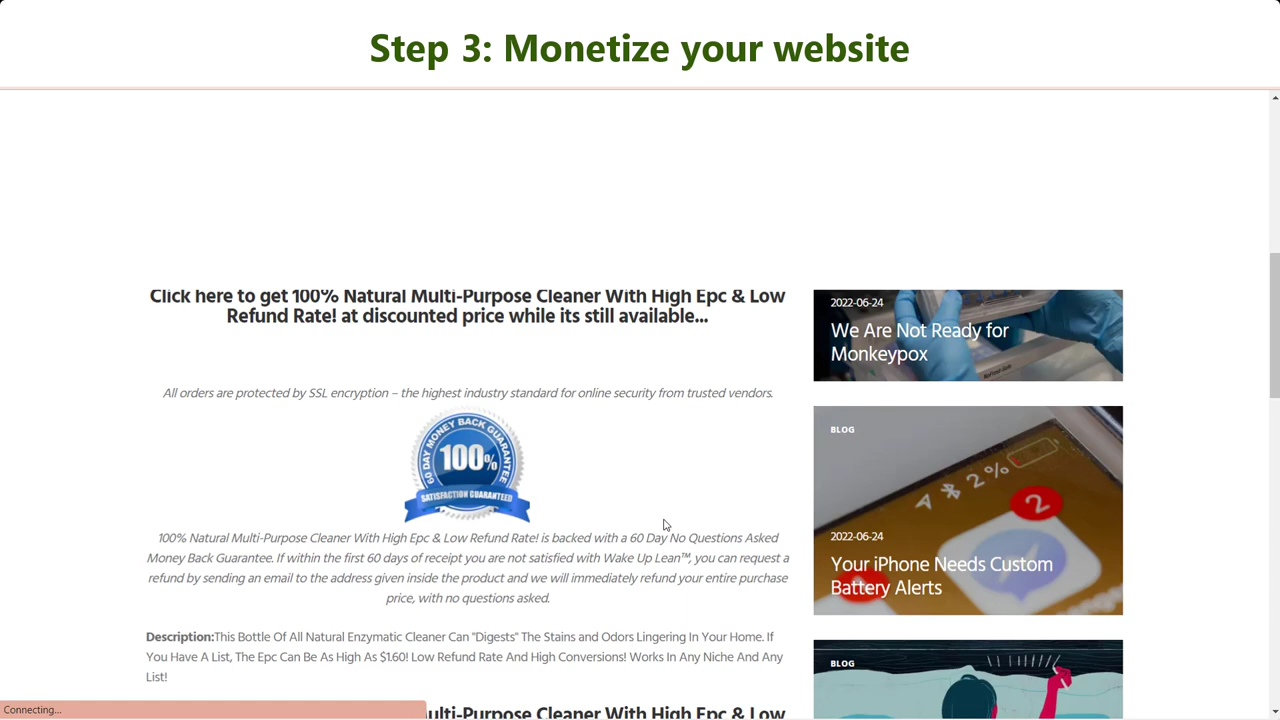 Step 3: Monetize your website
Click here to get 100% Natural Multi-Purpose Cleaner With High Epc & Low
Refund Rate! at discounted price while its still available...
All orders are protected by SSL encryption – the highest industry standard for online security from trusted vendors.
60 DAY MONEY BACK GUARANTEE
100%
SATISFACTION GUARANTEED
100% Natural Multi-Purpose Cleaner With High Epc & Low Refund Rate! is backed with a 60 Day No Questions Asked
Money Back Guarantee. If within the first 60 days of receipt you are not satisfied with Wake Up Lean™, you can request a
refund by sending an email to the address given inside the product and we will immediately refund your entire purchase
price, with no questions asked.
Description:This Bottle Of All Natural Enzymatic Cleaner Can "Digests" The Stains and Odors Lingering In Your Home. If
You Have A List, The Epc Can Be As High As $1.60! Low Refund Rate And High Conversions! Works In Any Niche And Any
List!
ulti-Purpose Cleaner With High Epc & Low
2022-06-24
We Are Not Ready for
Monkeypox
BLOG
2%
2
2022-06-24
Your iPhone Needs Custom
Battery Alerts
BLOG
Connecting...